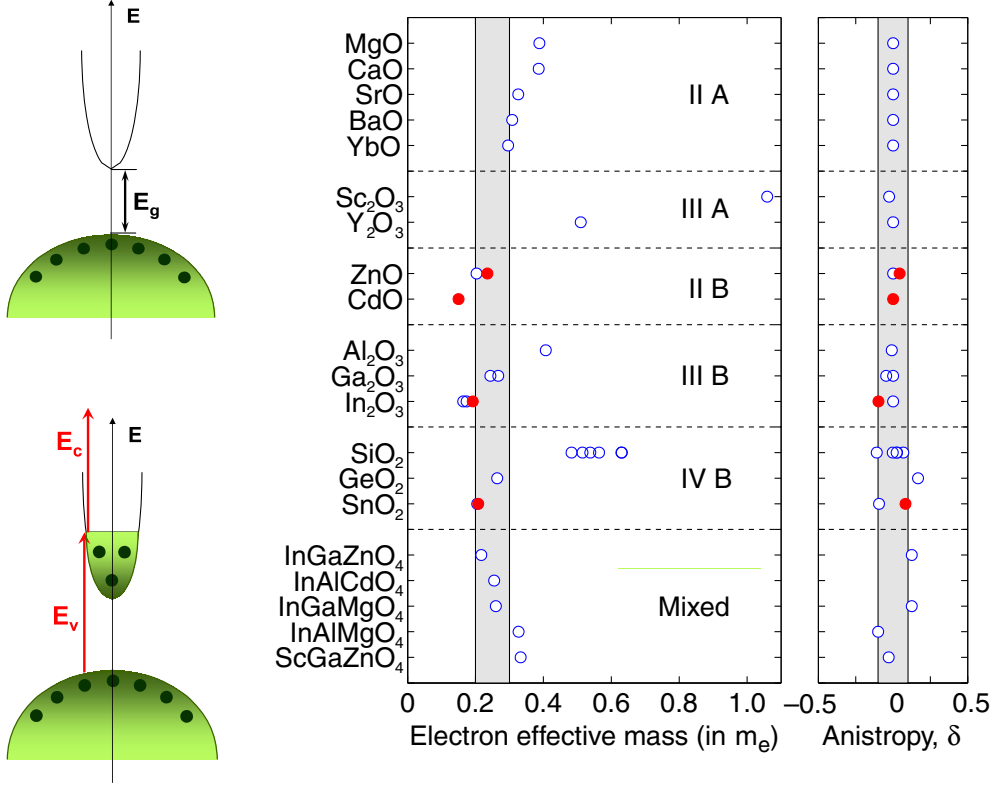 E
E_g
E
E_c
E_v
MgO
CaO
SrO
BaO
YbO
II A
Sc₂O₃
Y₂O₃
III A
ZnO
CdO
II B
Al₂O₃
Ga₂O₃
In₂O₃
III B
SiO₂
GeO₂
SnO₂
IV B
InGaZnO₄
InAlCdO₄
InGaMgO₄
InAlMgO₄
ScGaZnO₄
Mixed
0 0.2 0.4 0.6 0.8 1.0
Electron effective mass (in mₑ)
−0.5 0 0.5
Anistropy, δ